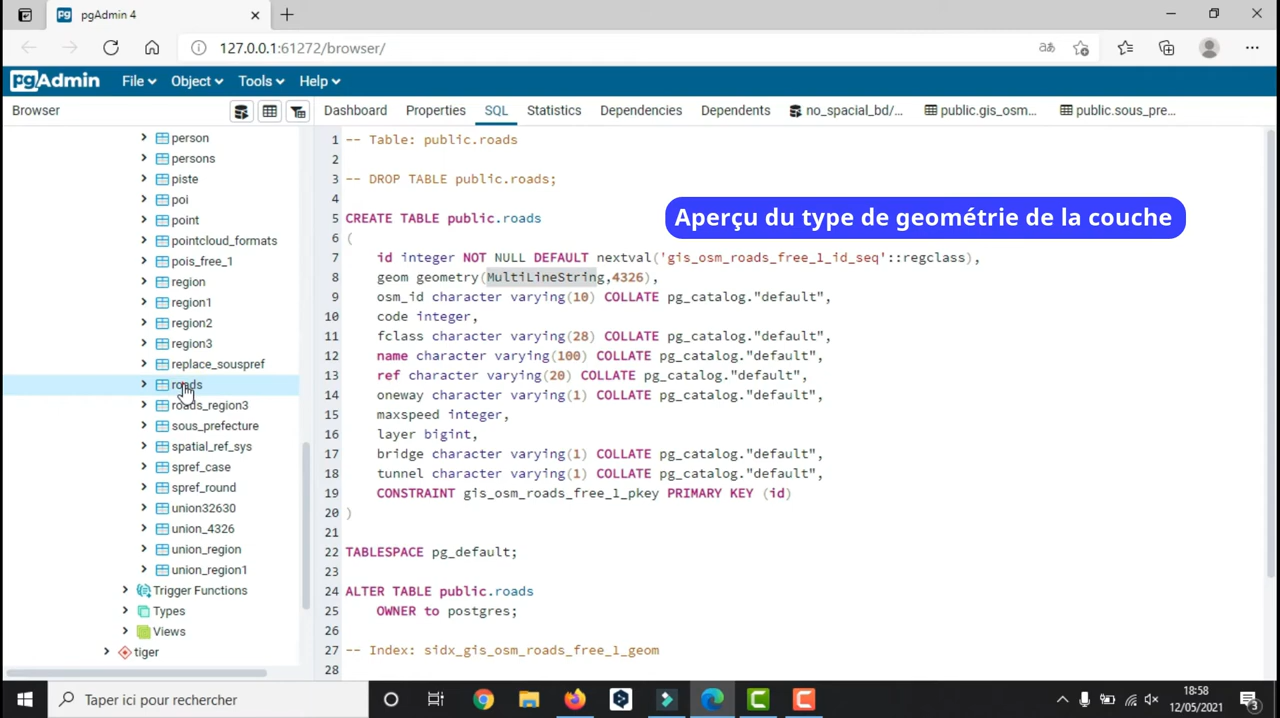 pgAdmin 4
127.0.0.1:61272/browser/
pgAdmin File Object Tools Help
Browser
Dashboard Properties SQL Statistics Dependencies Dependents no_spacial_bd/... public.gis_osm... public.sous_pre...
person
persons
piste
poi
point
pointcloud_formats
pois_free_1
region
region1
region2
region3
replace_souspref
roads
roads_region3
sous_prefecture
spatial_ref_sys
spref_case
spref_round
union32630
union_4326
union_region
union_region1
Trigger Functions
Types
Views
tiger
1 -- Table: public.roads
2
3 -- DROP TABLE public.roads;
4
5 CREATE TABLE public.roads
6 (
7 id integer NOT NULL DEFAULT nextval('gis_osm_roads_free_1_id_seq'::regclass),
8 geom geometry(MultiLineString,4326),
9 osm_id character varying(10) COLLATE pg_catalog."default",
10 code integer,
11 fclass character varying(28) COLLATE pg_catalog."default",
12 name character varying(100) COLLATE pg_catalog."default",
13 ref character varying(20) COLLATE pg_catalog."default",
14 oneway character varying(1) COLLATE pg_catalog."default",
15 maxspeed integer,
16 layer bigint,
17 bridge character varying(1) COLLATE pg_catalog."default",
18 tunnel character varying(1) COLLATE pg_catalog."default",
19 CONSTRAINT gis_osm_roads_free_1_pkey PRIMARY KEY (id)
20 )
21
22 TABLESPACE pg_default;
23
24 ALTER TABLE public.roads
25 OWNER to postgres;
26
27 -- Index: sidx_gis_osm_roads_free_1_geom
28
Aperçu du type de geométrie de la couche
Taper ici pour rechercher
18:58
12/05/2021
3